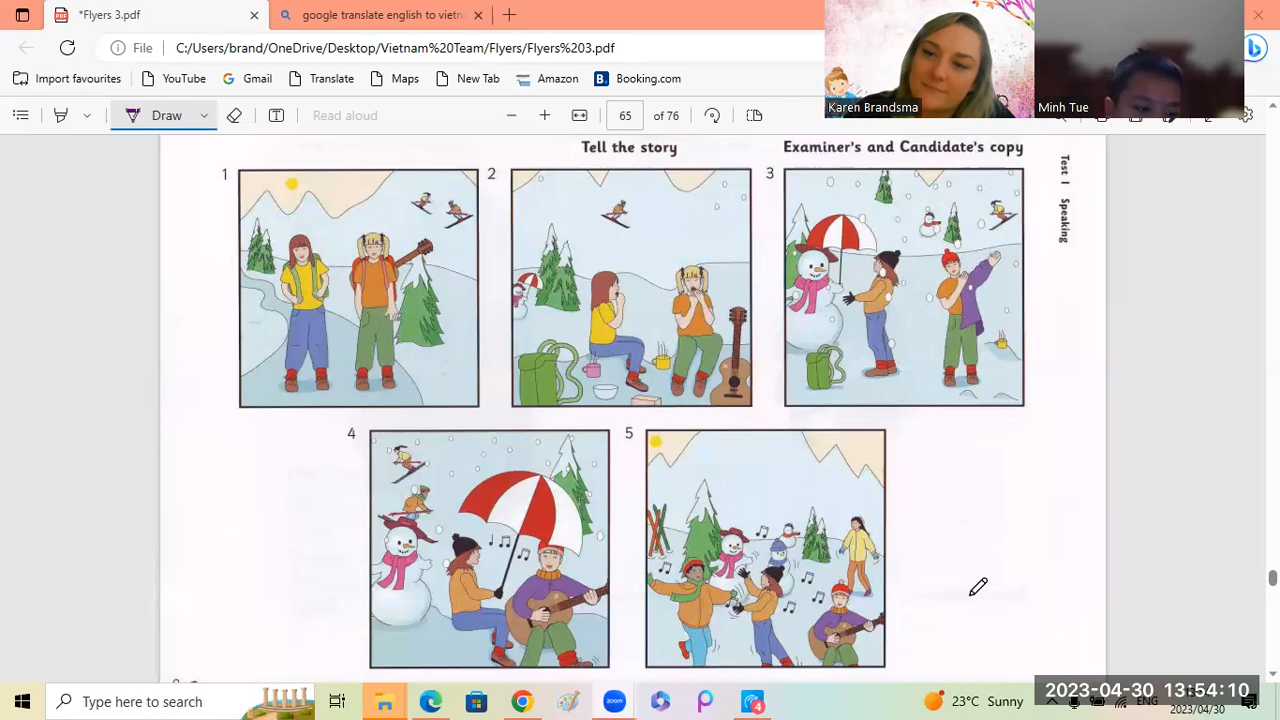 *Flyers 3.pdf
google translate english to vietn
File
C:/Users/brand/OneDrive/Desktop/Vietnam%20Team/Flyers/Flyers%203.pdf
Import favourites
YouTube
Gmail
Translate
Maps
New Tab
Amazon
B.
Booking.com
Karen Brandsma
Minh Tue
Draw
Read aloud
65
of 76
Tell the story
Examiner's and Candidate's copy
Test 1 Speaking
1
2
3
4
5
Type here to search
4
23°C Sunny
ENG
2023/04/30
2023-04-30 13:54:10